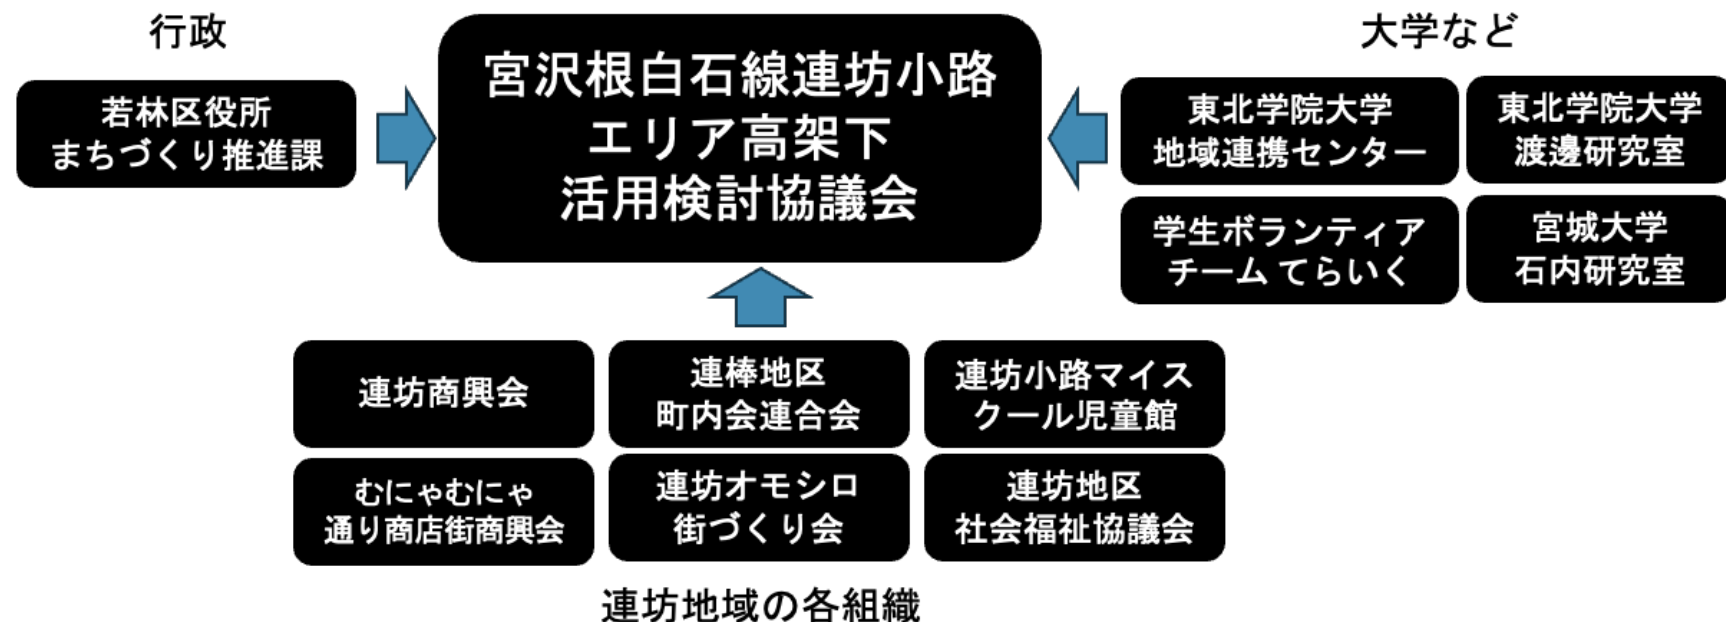 行政
若林区役所
まちづくり推進課
宮沢根白石線連坊小路
エリア高架下
活用検討協議会
大学など
東北学院大学
地域連携センター
東北学院大学
渡邊研究室
学生ボランティア
チーム てらいく
宮城大学
石内研究室
連坊商興会
連棒地区
町内会連合会
連坊小路マイス
クール児童館
むにゃむにゃ
通り商店街商興会
連坊オモシロ
街づくり会
連坊地区
社会福祉協議会
連坊地域の各組織